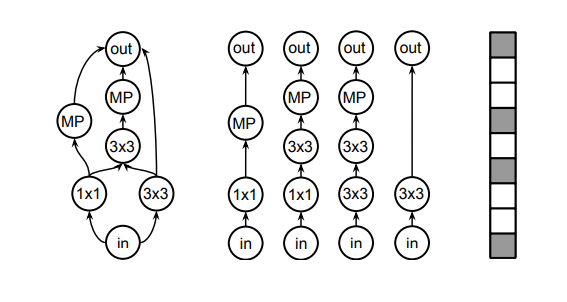 out
MP
MP
3x3
1x1 3x3
in
out out out out
MP MP
MP
3x3 3x3
1x1 1x1 3x3 3x3
in in in in